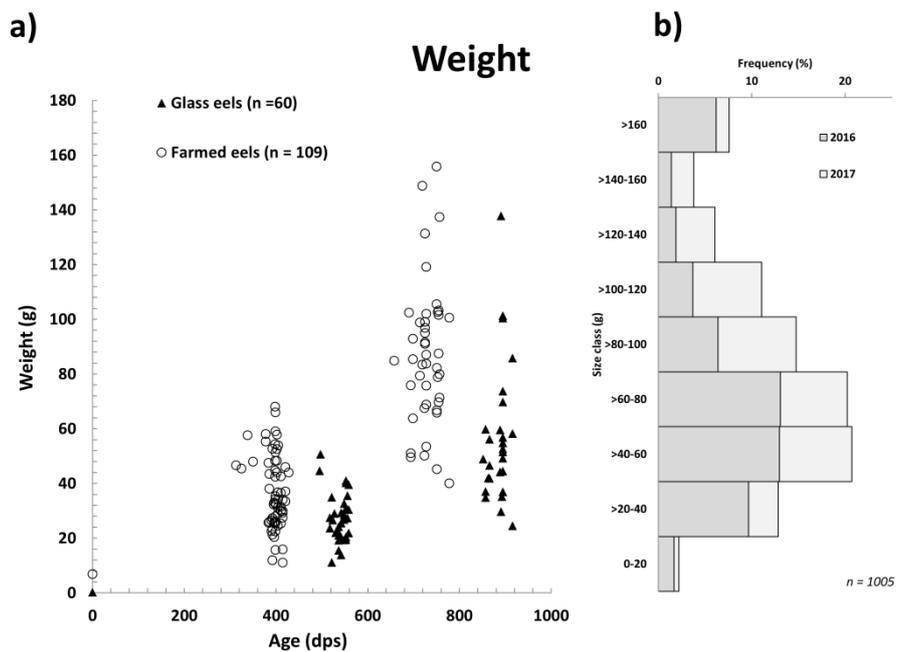 a)
Weight
▲ Glass eels (n =60)
○ Farmed eels (n = 109)
180
160
140
120
100
80
60
40
20
0
Weight (g)
0 200 400 600 800 1000
Age (dps)
b)
Frequency (%)
0 10 20
2016
2017
>160
>140-160
>120-140
>100-120
>80-100
>60-80
>40-60
>20-40
0-20
Size class (g)
n = 1005